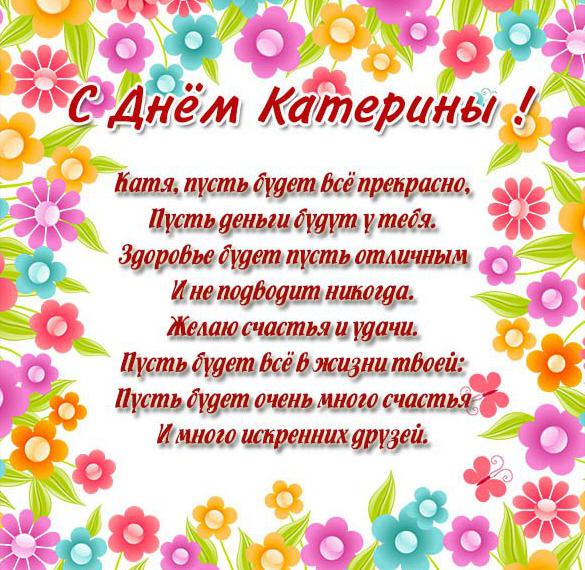 С Днём Катерины !
Катя, пусть будет всё прекрасно,
Пусть деньги будут у тебя.
Здоровье будет пусть отличным
И не подводит никогда.
Желаю счастья и удачи.
Пусть будет всё в жизни твоей:
Пусть будет очень много счастья
И много искренних друзей.